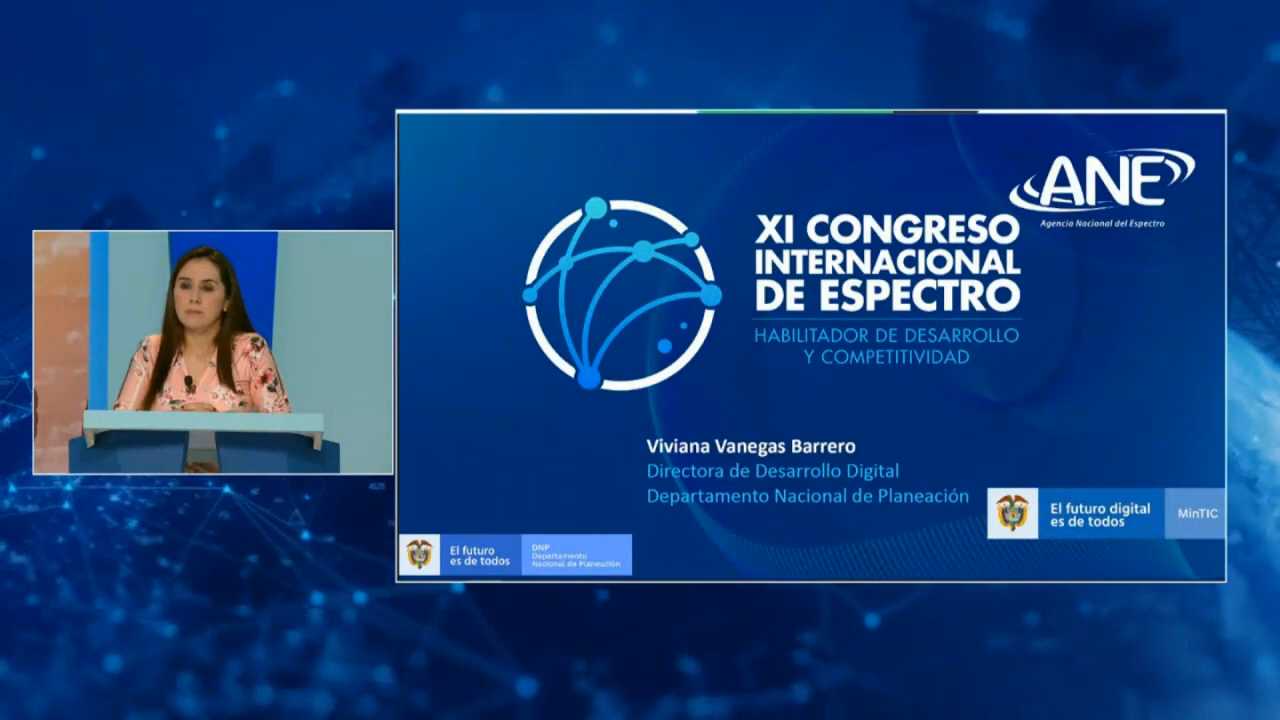 ANE
Agencia Nacional del Espectro
XI CONGRESO
INTERNACIONAL
DE ESPECTRO
HABILITADOR DE DESARROLLO
Y COMPETITIVIDAD
Viviana Vanegas Barrero
Directora de Desarrollo Digital
Departamento Nacional de Planeación
El futuro digital
es de todos
MinTIC
El futuro
es de todos
DNP
Departamento
Nacional de Planeación